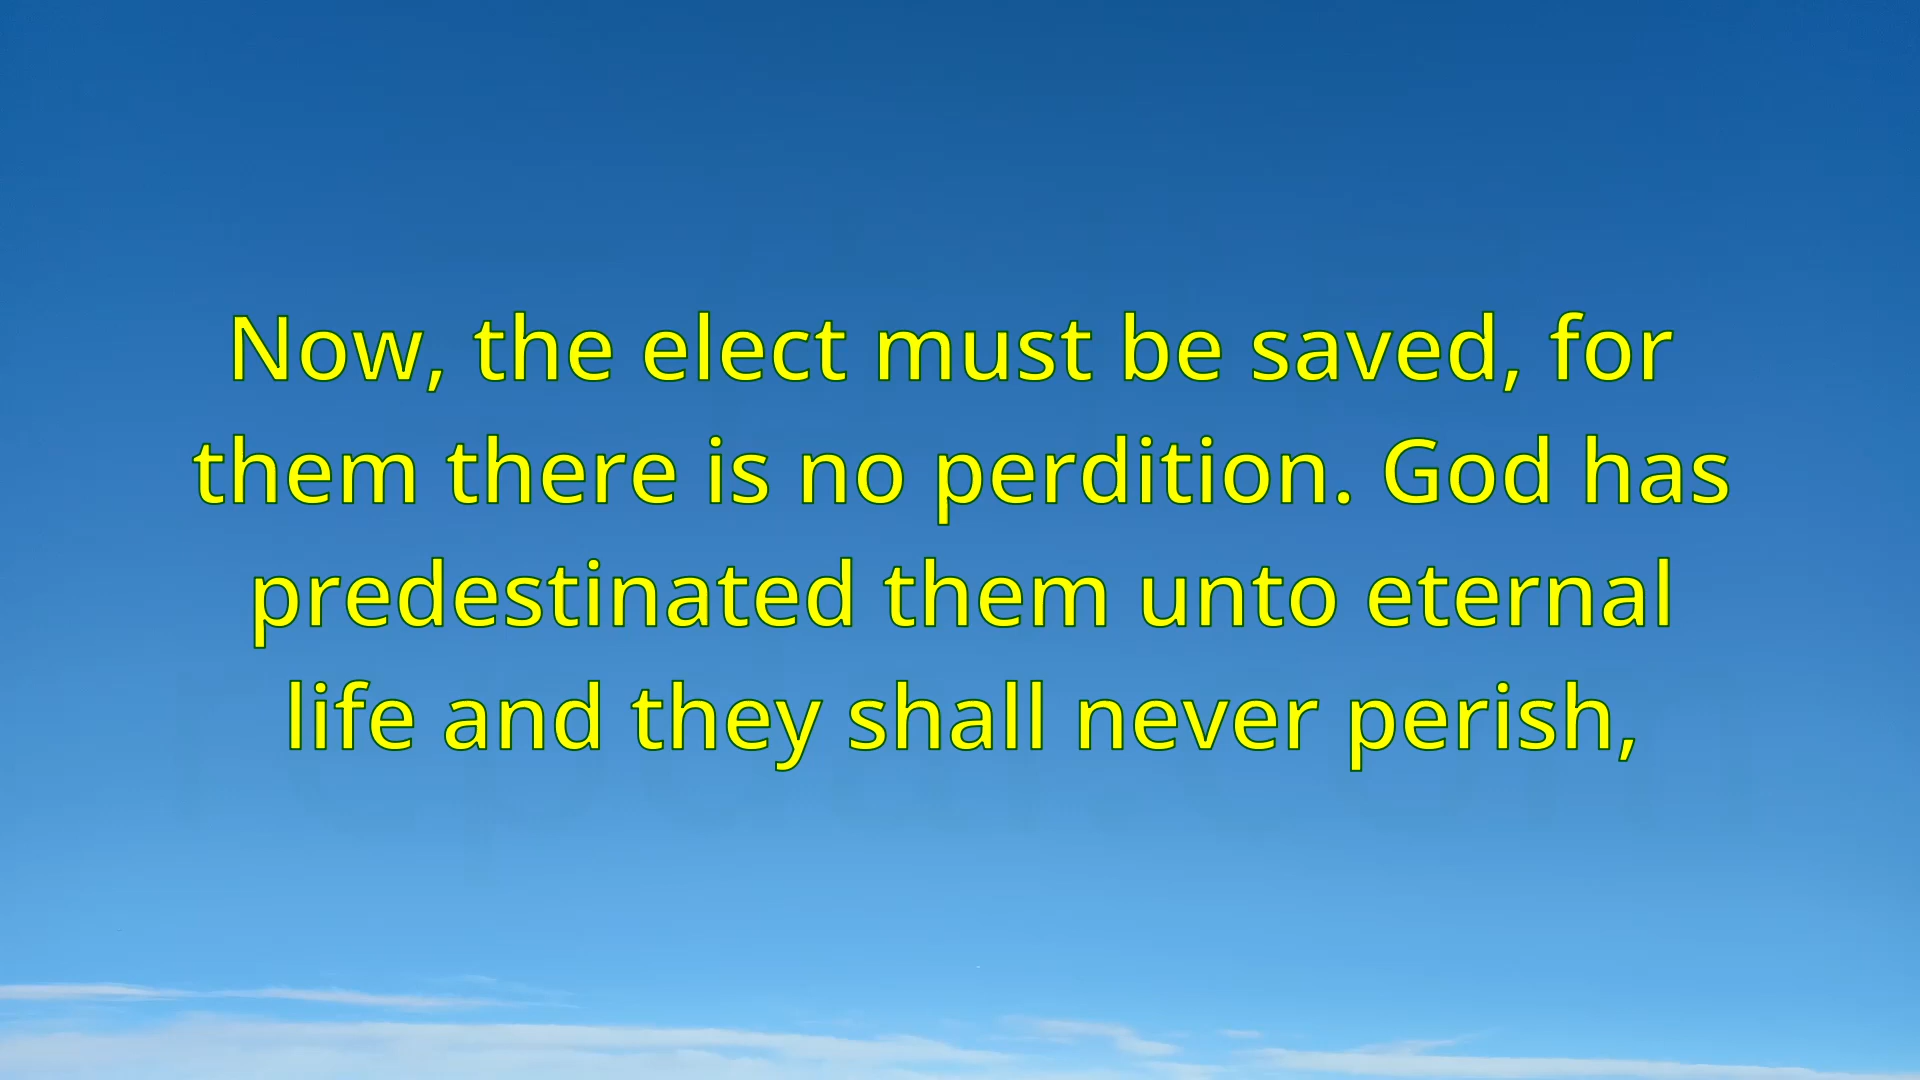 Now, the elect must be saved, for
them there is no perdition. God has
predestinated them unto eternal
life and they shall never perish,